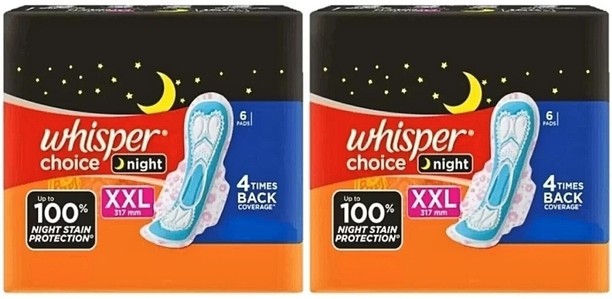 whisper®
choice night
6
PADS
XXL
317 mm
Up to
100%
NIGHT STAIN
PROTECTION
4 TIMES
BACK
COVERAGE
whisper®
choice night
6
PADS
XXL
317 mm
Up to
100%
NIGHT STAIN
PROTECTION
4 TIMES
BACK
COVERAGE